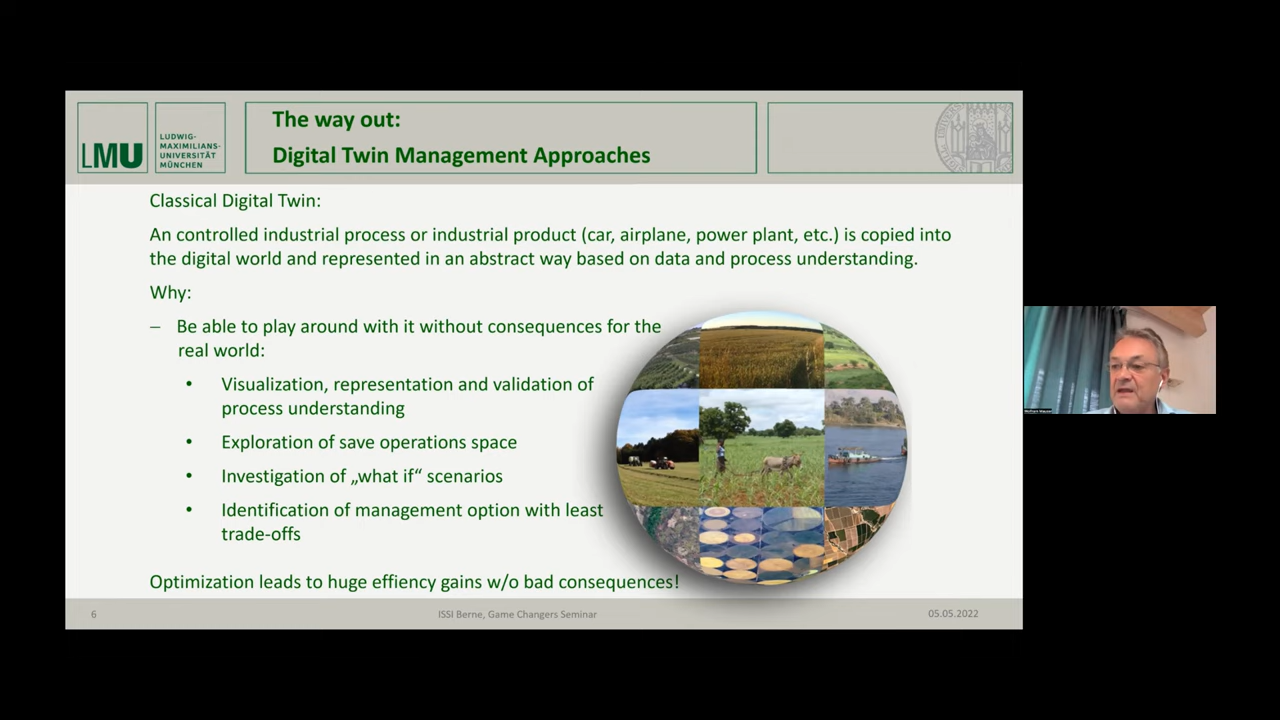 The way out:
Digital Twin Management Approaches
LMU
LUDWIG-
MAXIMILIANS-
UNIVERSITÄT
MÜNCHEN
Classical Digital Twin:
An controlled industrial process or industrial product (car, airplane, power plant, etc.) is copied into
the digital world and represented in an abstract way based on data and process understanding.
Why:
– Be able to play around with it without consequences for the
real world:
• Visualization, representation and validation of
process understanding
• Exploration of save operations space
• Investigation of „what if“ scenarios
• Identification of management option with least
trade-offs
Optimization leads to huge effiency gains w/o bad consequences!
6
ISSI Berne, Game Changers Seminar
05.05.2022